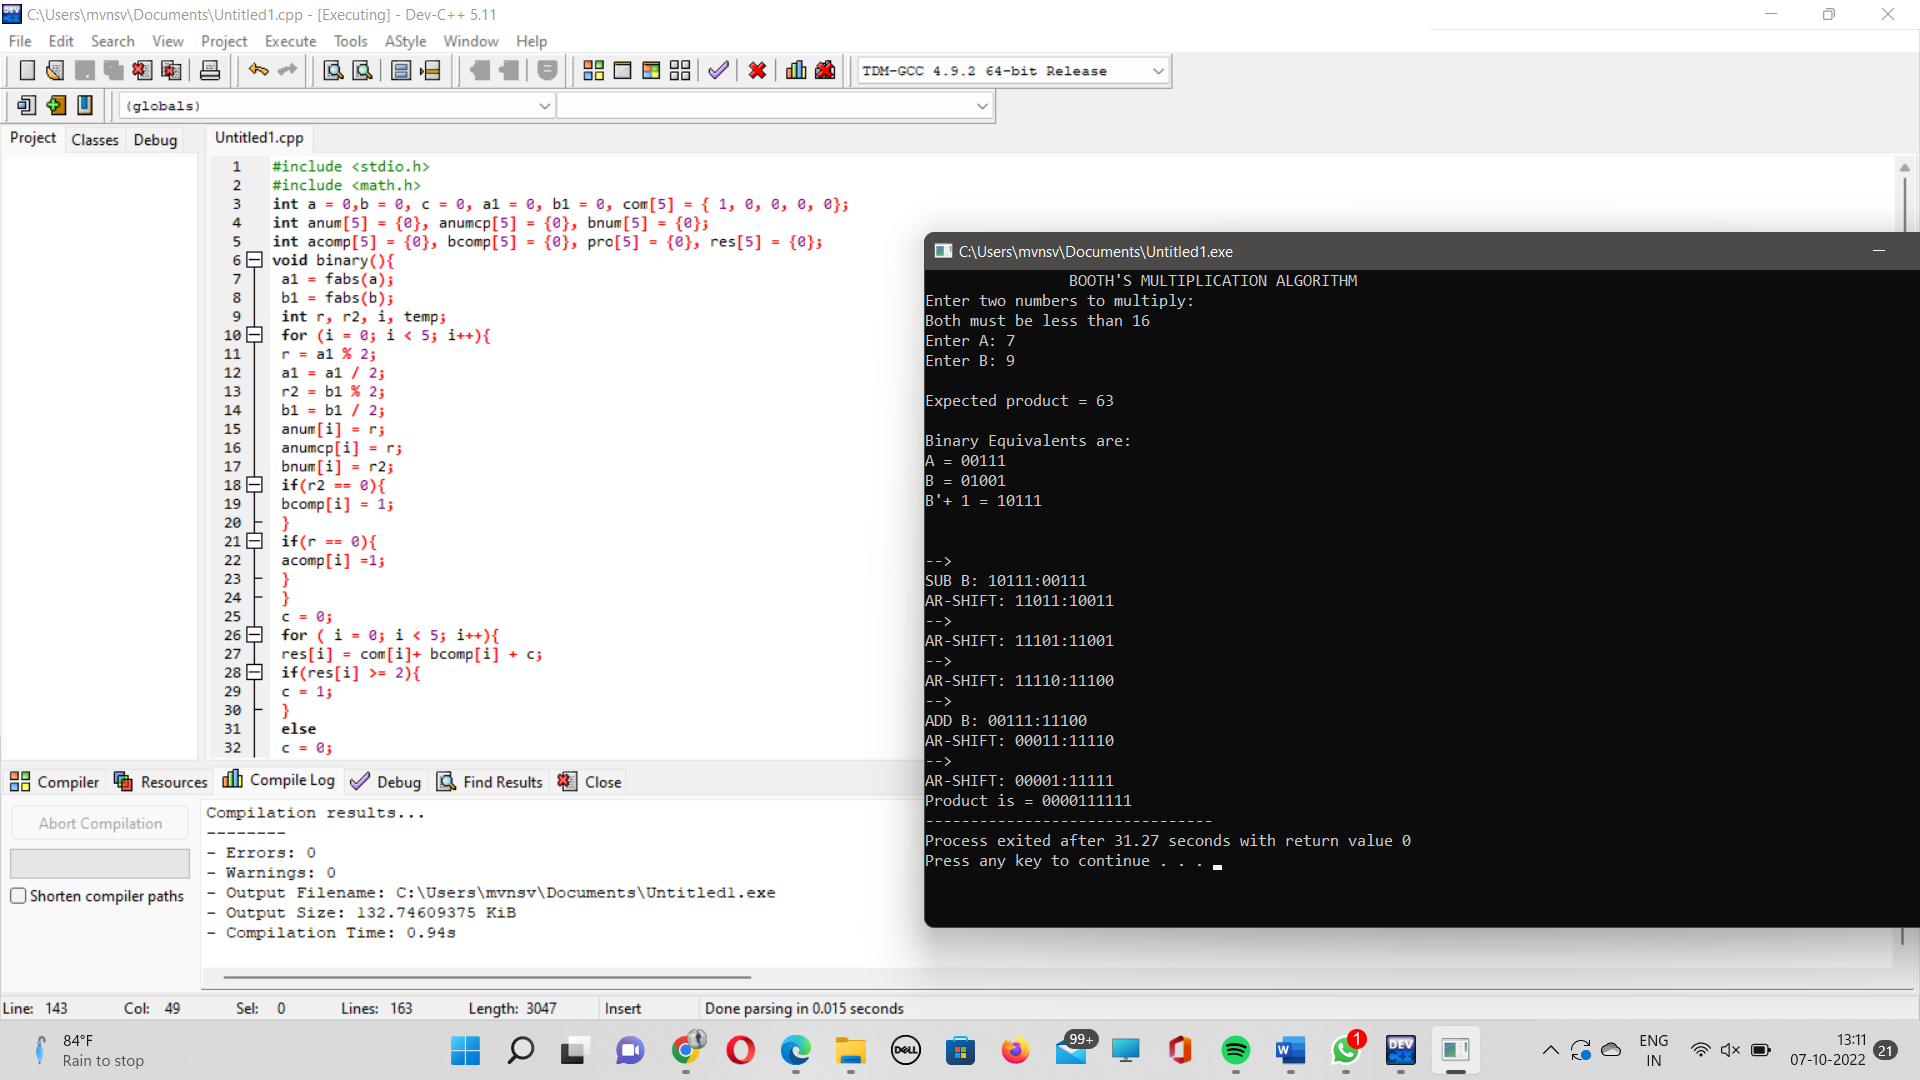 C:\Users\mvnsv\Documents\Untitled1.cpp - [Executing] - Dev-C++ 5.11
File Edit Search View Project Execute Tools AStyle Window Help
TDM-GCC 4.9.2 64-bit Release
(globals)
Project Classes Debug
Untitled1.cpp
1 #include <stdio.h>
2 #include <math.h>
3 int a = 0,b = 0, c = 0, a1 = 0, b1 = 0, com[5] = { 1, 0, 0, 0, 0};
4 int anum[5] = {0}, anumcp[5] = {0}, bnum[5] = {0};
5 int acomp[5] = {0}, bcomp[5] = {0}, pro[5] = {0}, res[5] = {0};
6 void binary(){
7 a1 = fabs(a);
8 b1 = fabs(b);
9 int r, r2, i, temp;
10 for (i = 0; i < 5; i++){
11 r = a1 % 2;
12 a1 = a1 / 2;
13 r2 = b1 % 2;
14 b1 = b1 / 2;
15 anum[i] = r;
16 anumcp[i] = r;
17 bnum[i] = r2;
18 if(r2 == 0){
19 bcomp[i] = 1;
20 }
21 if(r == 0){
22 acomp[i] =1;
23 }
24 }
25 c = 0;
26 for ( i = 0; i < 5; i++){
27 res[i] = com[i]+ bcomp[i] + c;
28 if(res[i] >= 2){
29 c = 1;
30 }
31 else
32 c = 0;
C:\Users\mvnsv\Documents\Untitled1.exe
BOOTH'S MULTIPLICATION ALGORITHM
Enter two numbers to multiply:
Both must be less than 16
Enter A: 7
Enter B: 9
Expected product = 63
Binary Equivalents are:
A = 00111
B = 01001
B'+ 1 = 10111
-->
SUB B: 10111:00111
AR-SHIFT: 11011:10011
-->
AR-SHIFT: 11101:11001
-->
AR-SHIFT: 11110:11100
-->
ADD B: 00111:11100
AR-SHIFT: 00011:11110
-->
AR-SHIFT: 00001:11111
Product is = 0000111111
--------------------------------
Process exited after 31.27 seconds with return value 0
Press any key to continue . . .
Compiler Resources Compile Log Debug Find Results Close
Abort Compilation
Shorten compiler paths
Compilation results...
--------
- Errors: 0
- Warnings: 0
- Output Filename: C:\Users\mvnsv\Documents\Untitled1.exe
- Output Size: 132.74609375 KiB
- Compilation Time: 0.94s
Line: 143 Col: 49 Sel: 0 Lines: 163 Length: 3047 Insert Done parsing in 0.015 seconds
84°F
Rain to stop
DELL
99+
W
1
DEV C++
ENG
IN
13:11
07-10-2022
21